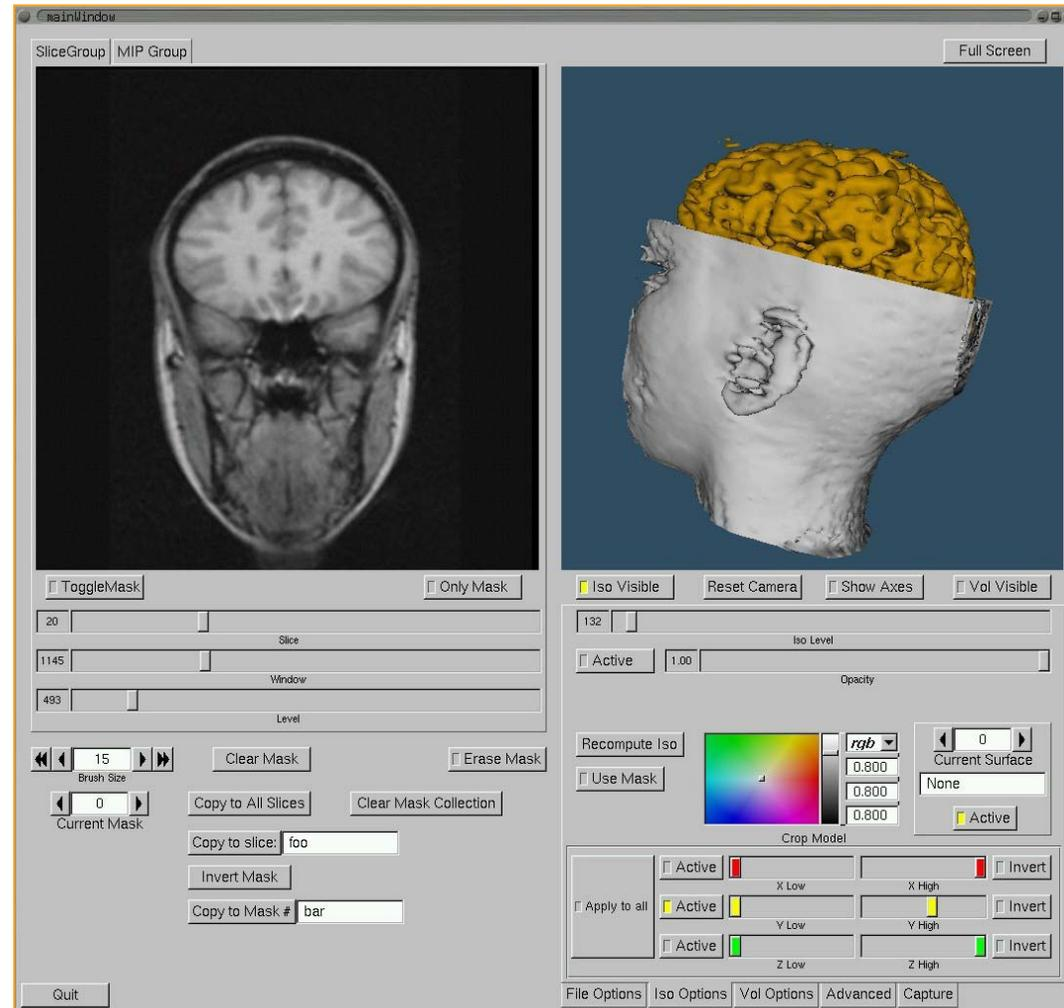 mainWindow
SliceGroup MIP Group
Full Screen
ToggleMask Only Mask
20
Slice
1145
Window
493
Level
15
Brush Size
Clear Mask
Erase Mask
0
Current Mask
Copy to All Slices
Clear Mask Collection
Copy to slice: foo
Invert Mask
Copy to Mask # bar
Quit
Iso Visible Reset Camera Show Axes Vol Visible
132
Iso Level
Active 1.00
Opacity
Recompute Iso
Use Mask
rgb
0.800
0.800
0.800
0
Current Surface
None
Active
Crop Model
Apply to all
Active Invert
X Low X High
Active Invert
Y Low Y High
Active Invert
Z Low Z High
File Options Iso Options Vol Options Advanced Capture